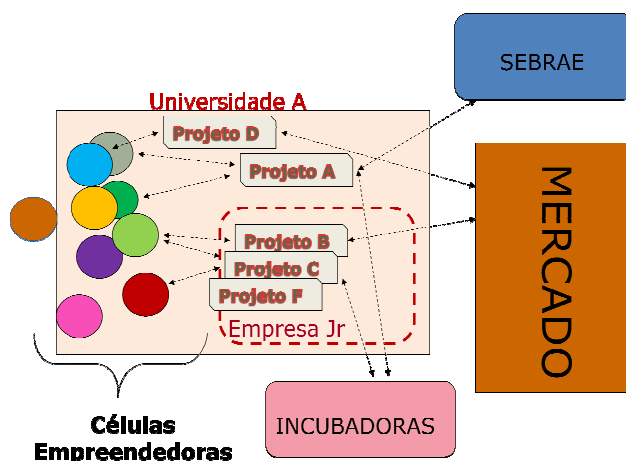 SEBRAE
Universidade A
Projeto D
Projeto A
MERCADO
Projeto B
Projeto C
Projeto F
Empresa Jr
Células
Empreendedoras
INCUBADORAS